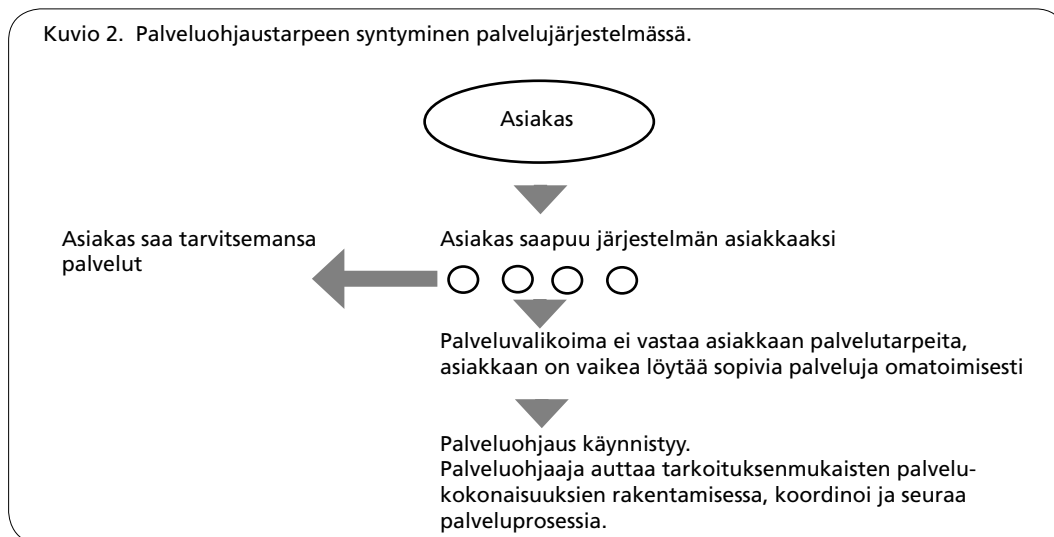 Kuvio 2. Palveluohjaustarpeen syntyminen palvelujärjestelmässä.
Asiakas
Asiakas saa tarvitsemansa
palvelut
Asiakas saapuu järjestelmän asiakkaaksi
Palveluvalikoima ei vastaa asiakkaan palvelutarpeita,
asiakkaan on vaikea löytää sopivia palveluja omatoimisesti
Palveluohjaus käynnistyy.
Palveluohjaaja auttaa tarkoituksenmukaisten palvelu-
kokonaisuuksien rakentamisessa, koordinoi ja seuraa
palveluprosessia.